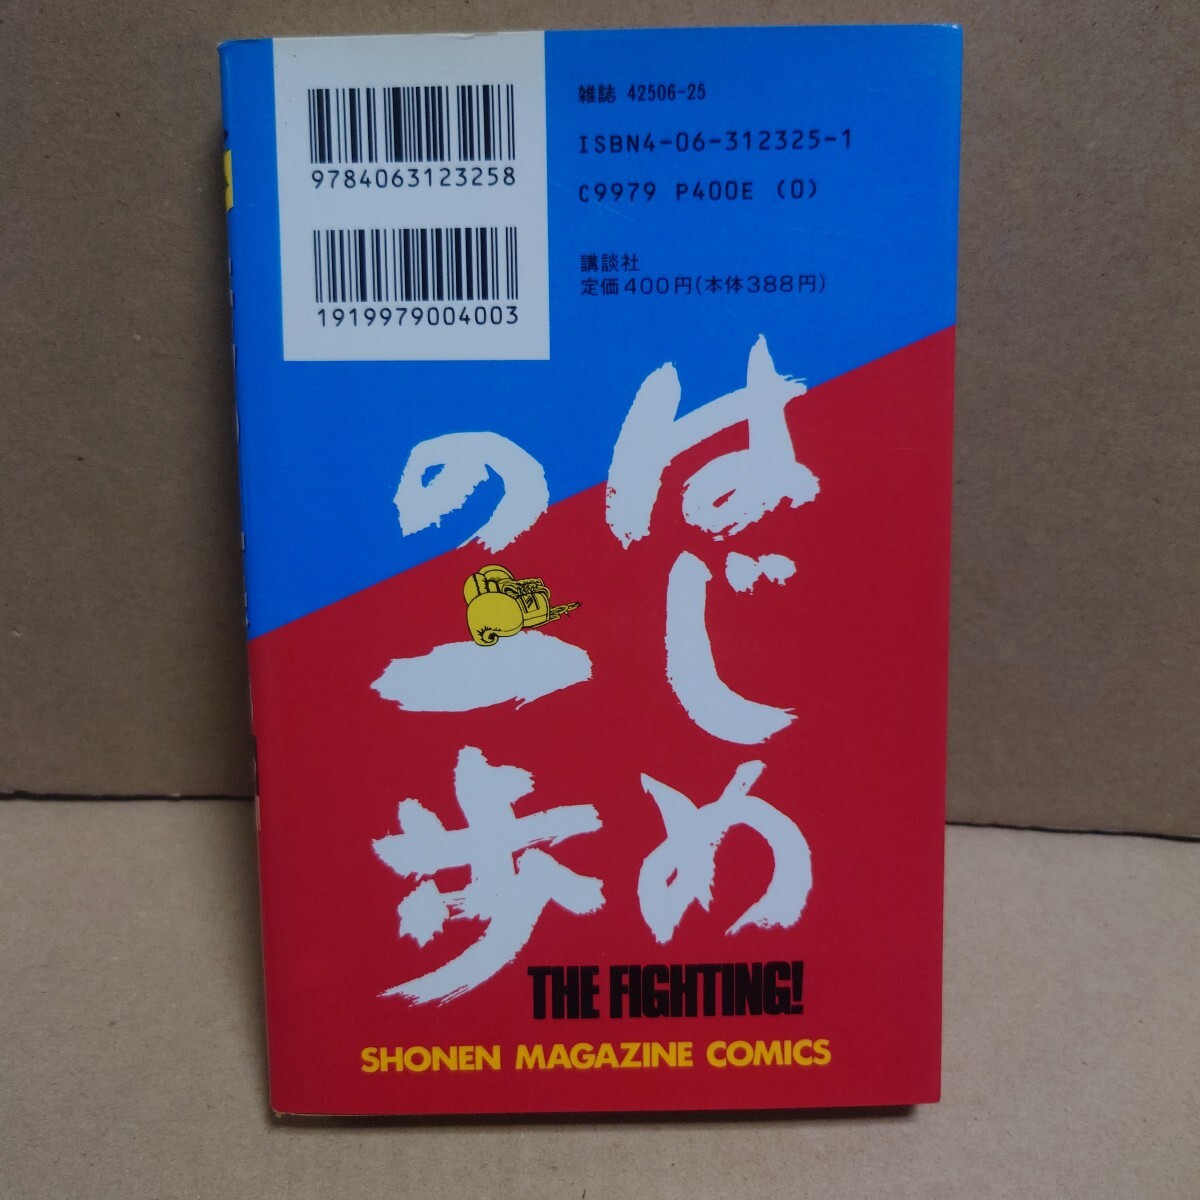 9784063123258
1919979004003
雑誌 42506-25
ISBN4-06-312325-1
C9979 P400E (0)
講談社
定価400円(本体388円)
はじめ
の一歩
THE FIGHTING!
SHONEN MAGAZINE COMICS